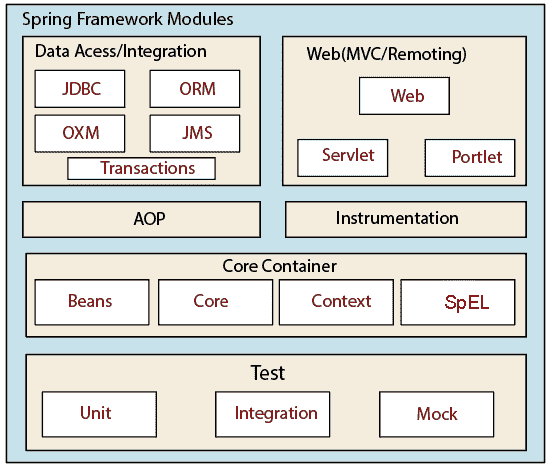 Spring Framework Modules
Data Acess/Integration
JDBC
ORM
OXM
JMS
Transactions
Web(MVC/Remoting)
Web
Servlet
Portlet
AOP
Instrumentation
Core Container
Beans
Core
Context
SpEL
Test
Unit
Integration
Mock